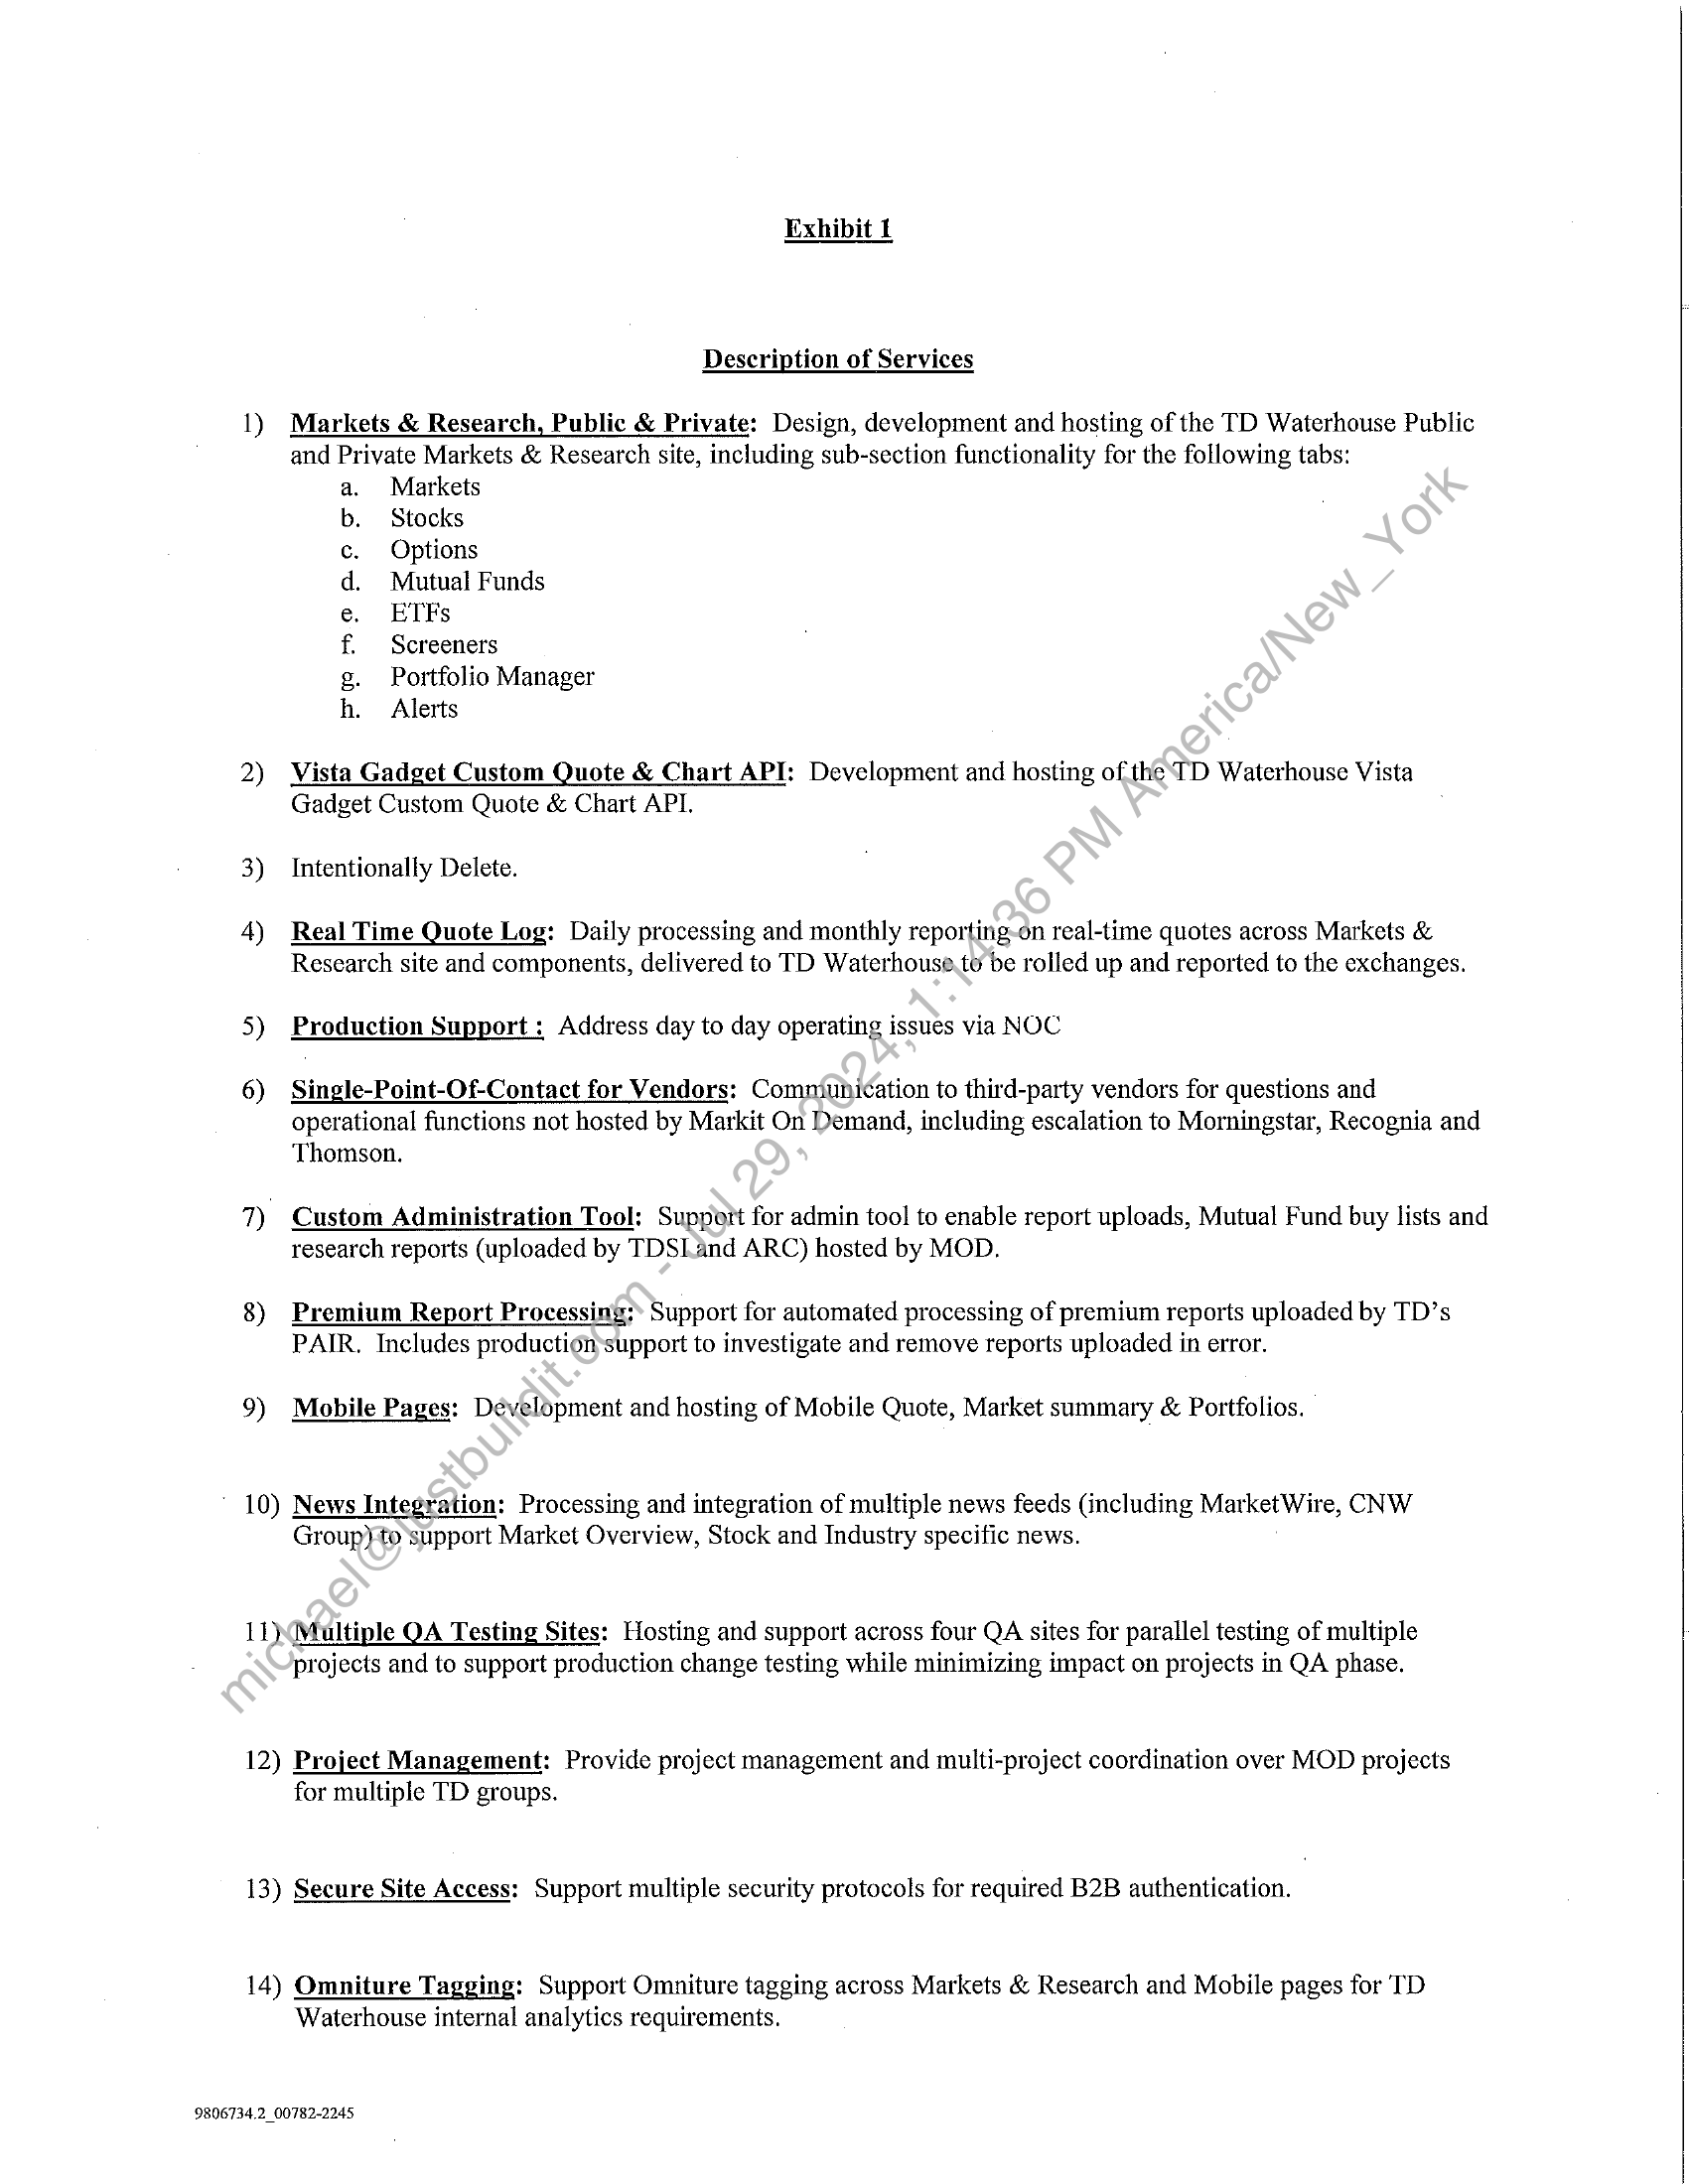 Exhibit 1
Description of Services
1) Markets & Research, Public & Private: Design, development and hosting of the TD Waterhouse Public
and Private Markets & Research site, including sub-section functionality for the following tabs:
a. Markets
b. Stocks
c. Options
d. Mutual Funds
e. ETFs
f. Screeners
g. Portfolio Manager
h. Alerts
2) Vista Gadget Custom Quote & Chart API: Development and hosting of the TD Waterhouse Vista
Gadget Custom Quote & Chart API.
3) Intentionally Delete.
4) Real Time Quote Log: Daily processing and monthly reporting on real-time quotes across Markets &
Research site and components, delivered to TD Waterhouse to be rolled up and reported to the exchanges.
5) Production Support : Address day to day operating issues via NOC
6) Single-Point-Of-Contact for Vendors: Communication to third-party vendors for questions and
operational functions not hosted by Markit On Demand, including escalation to Morningstar, Recognia and
Thomson.
7) Custom Administration Tool: Support for admin tool to enable report uploads, Mutual Fund buy lists and
research reports (uploaded by TDSI and ARC) hosted by MOD.
8) Premium Report Processing: Support for automated processing of premium reports uploaded by TD's
PAIR. Includes production support to investigate and remove reports uploaded in error.
9) Mobile Pages: Development and hosting of Mobile Quote, Market summary & Portfolios.
10) News Integration: Processing and integration of multiple news feeds (including MarketWire, CNW
Group) to support Market Overview, Stock and Industry specific news.
11) Multiple QA Testing Sites: Hosting and support across four QA sites for parallel testing of multiple
projects and to support production change testing while minimizing impact on projects in QA phase.
12) Project Management: Provide project management and multi-project coordination over MOD projects
for multiple TD groups.
13) Secure Site Access: Support multiple security protocols for required B2B authentication.
14) Omniture Tagging: Support Omniture tagging across Markets & Research and Mobile pages for TD
Waterhouse internal analytics requirements.
9806734.2_00782-2245
michael@justbuildit.com - Jul 29, 2024, 1:14:36 PM America/New_York